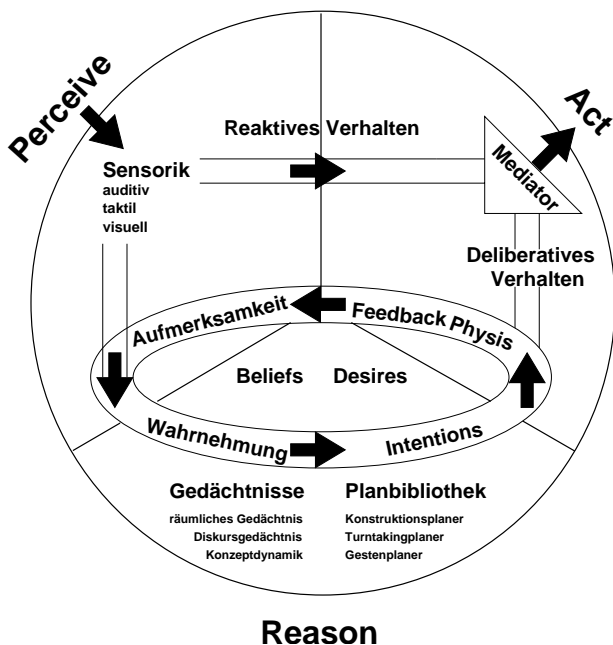 Perceive
Act
Reaktives Verhalten
Sensorik
auditiv
taktil
visuell
Mediator
Deliberatives
Verhalten
Aufmerksamkeit
Feedback Physis
Beliefs
Desires
Wahrnehmung
Intentions
Gedächtnisse
räumliches Gedächtnis
Diskursgedächtnis
Konzeptdynamik
Planbibliothek
Konstruktionsplaner
Turntakingplaner
Gestenplaner
Reason